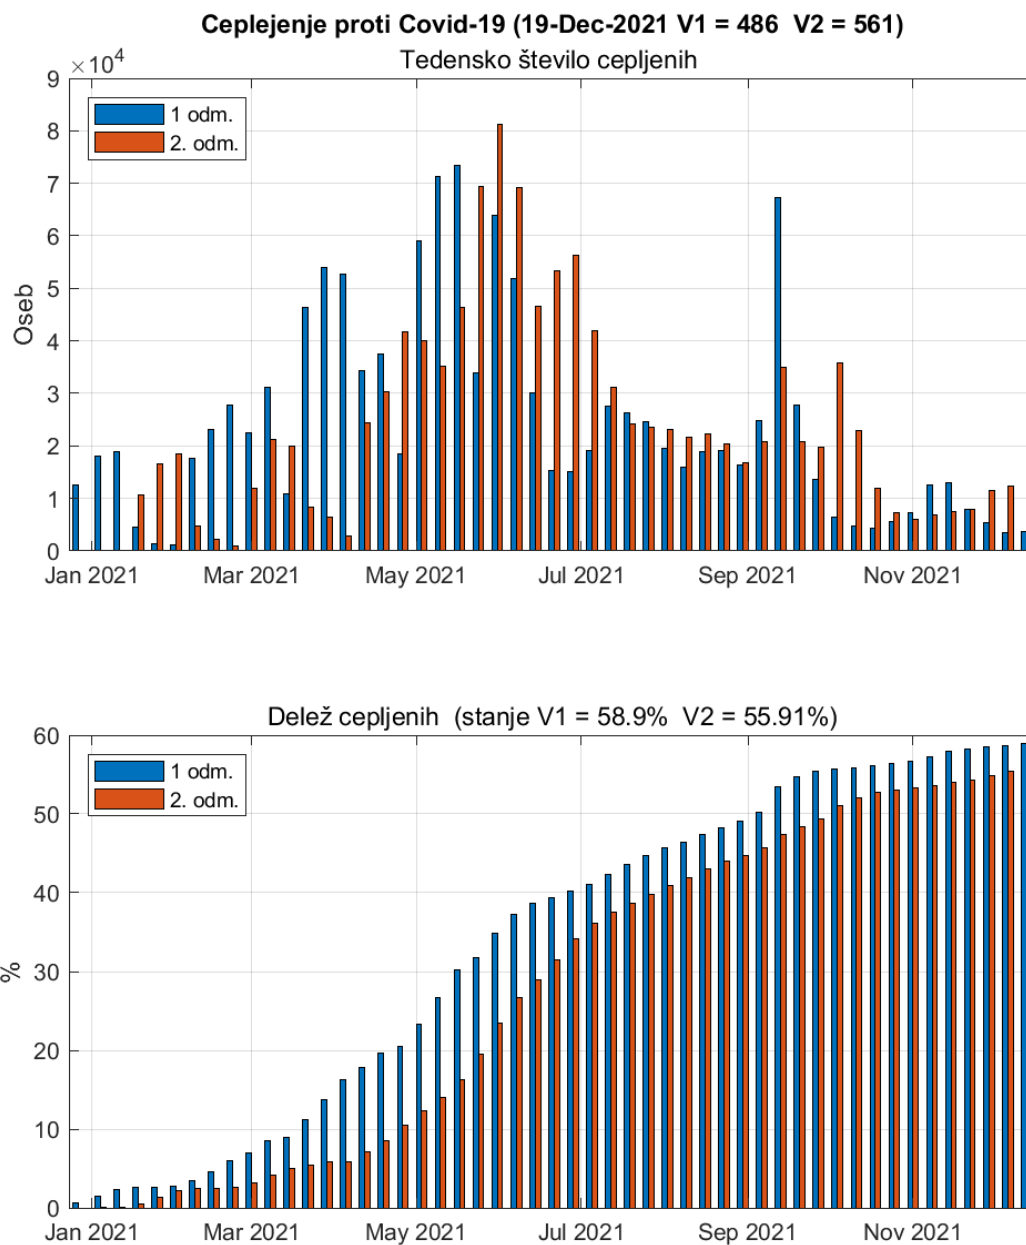 Ceplejenje proti Covid-19 (19-Dec-2021 V1 = 486 V2 = 561)
Tedensko število cepljenih
×10⁴
1 odm.
2. odm.
9
8
7
6
5
4
3
2
1
0
Oseb
Jan 2021 Mar 2021 May 2021 Jul 2021 Sep 2021 Nov 2021
Delež cepljenih (stanje V1 = 58.9% V2 = 55.91%)
1 odm.
2. odm.
60
50
40
30
20
10
0
%
Jan 2021 Mar 2021 May 2021 Jul 2021 Sep 2021 Nov 2021